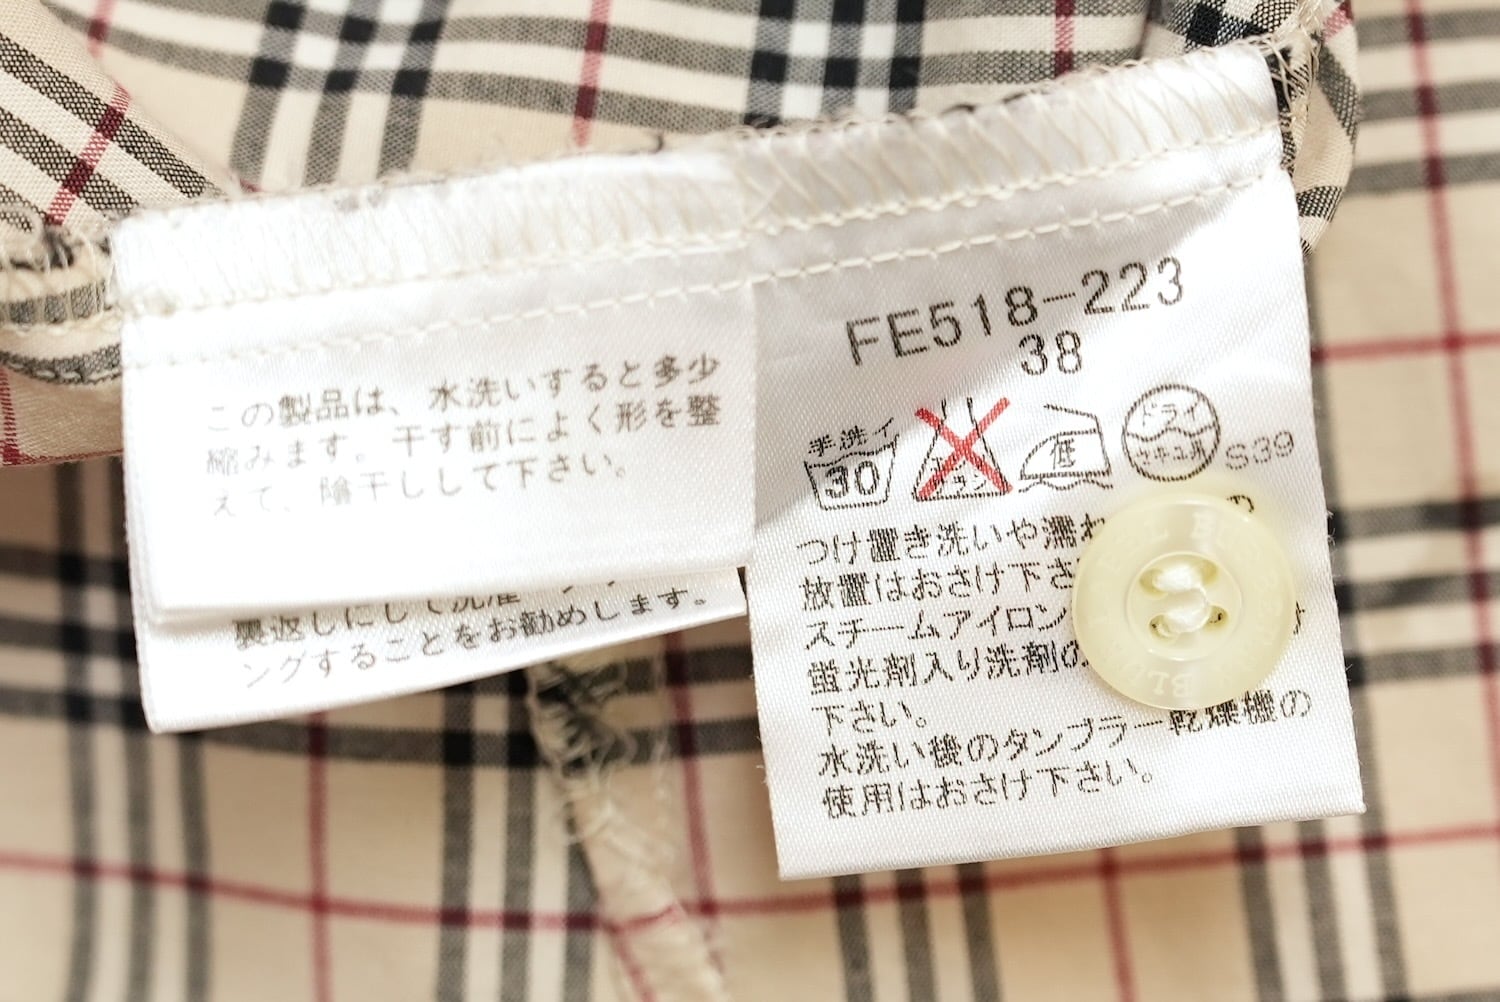 この製品は、水洗いすると多少
縮みます。干す前によく形を整
えて、陰干しして下さい。
裏返しにして洗濯
ングすることをお勧めします。
FE518-223
38
手洗イ
30
低
ドライ
セキユ系
S39
つけ置き洗いや濡れ
の
放置はおさけ下さ
スチームアイロン
蛍光剤入り洗剤の
下さい。
水洗い後のタンブラー乾燥機の
使用はおさけ下さい。